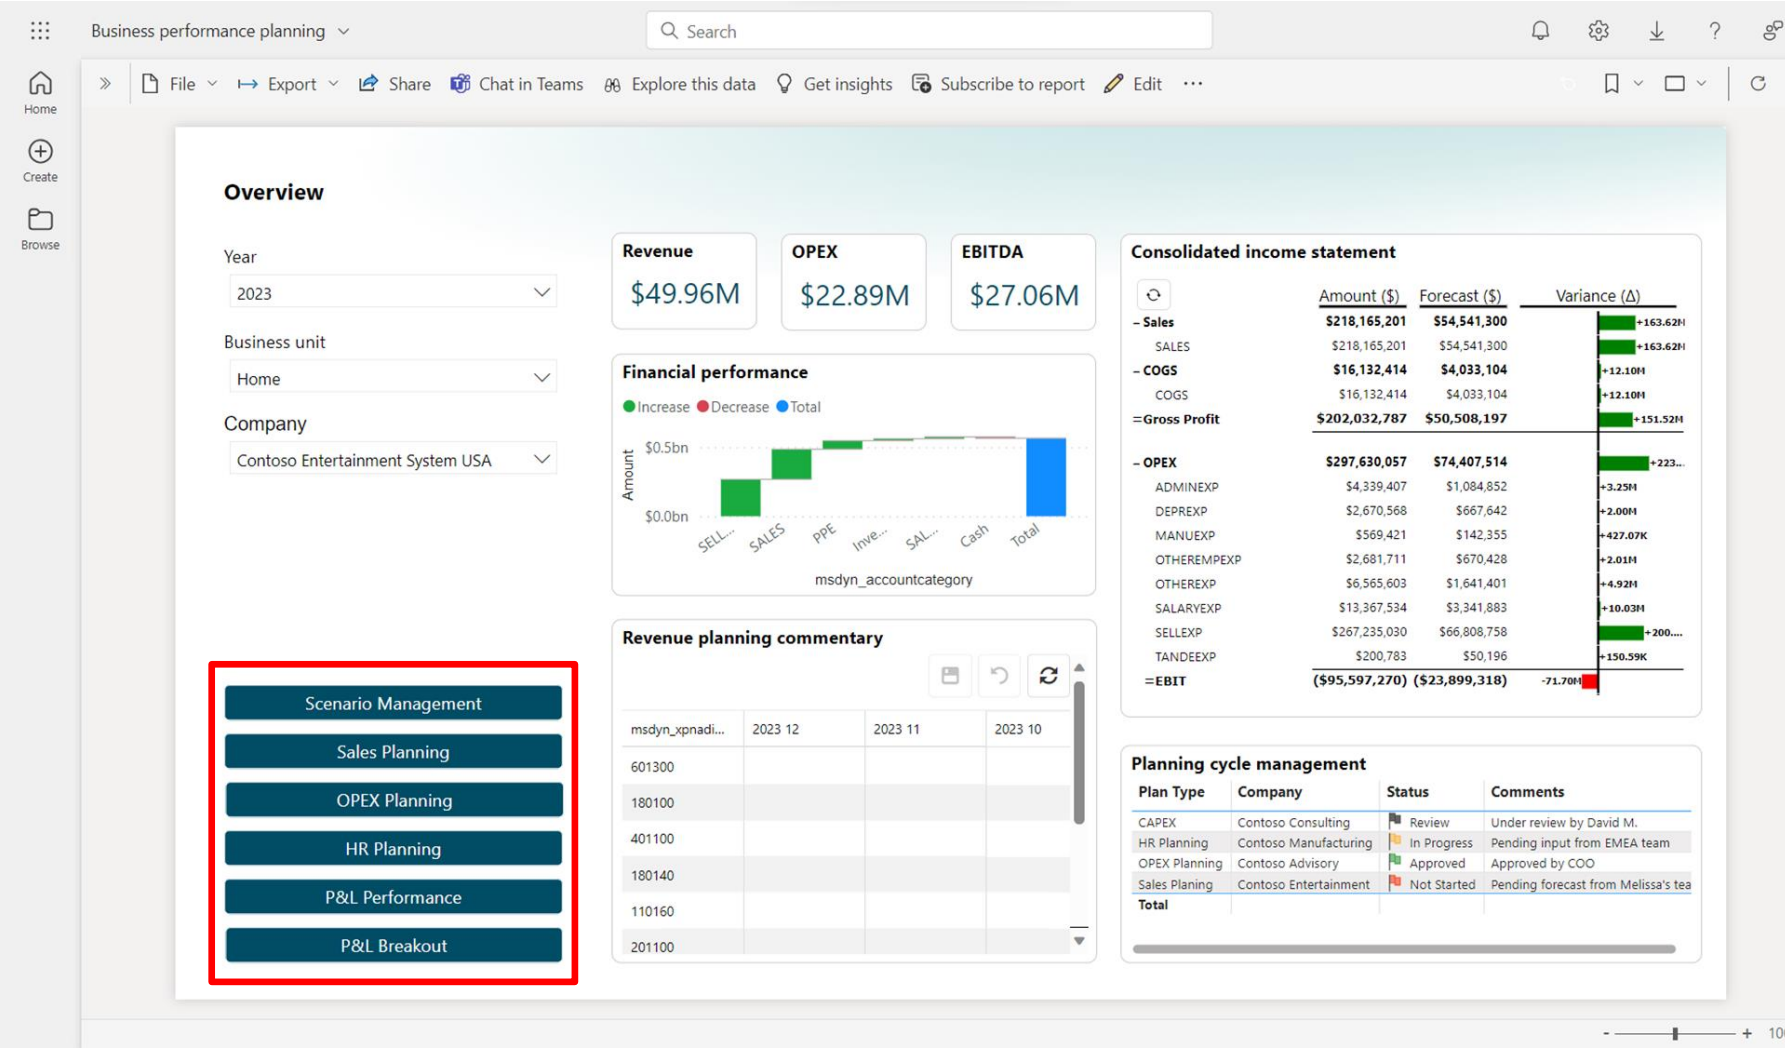 Business performance planning
Search
Home
Create
Browse
File
Export
Share
Chat in Teams
Explore this data
Get insights
Subscribe to report
Edit
Overview
Year
2023
Business unit
Home
Company
Contoso Entertainment System USA
Scenario Management
Sales Planning
OPEX Planning
HR Planning
P&L Performance
P&L Breakout
Revenue
$49.96M
OPEX
$22.89M
EBITDA
$27.06M
Financial performance
Increase Decrease Total
Amount
$0.5bn
$0.0bn
SELL... SALES PPE Inve... SAL... Cash Total
msdyn_accountcategory
Revenue planning commentary
msdyn_xpnadi... 2023 12 2023 11 2023 10
601300
180100
401100
180140
110160
201100
Consolidated income statement
Amount ($) Forecast ($) Variance (Δ)
– Sales $218,165,201 $54,541,300 +163.62M
SALES $218,165,201 $54,541,300 +163.62M
– COGS $16,132,414 $4,033,104 +12.10M
COGS $16,132,414 $4,033,104 +12.10M
=Gross Profit $202,032,787 $50,508,197 +151.52M
– OPEX $297,630,057 $74,407,514 +223...
ADMINEXP $4,339,407 $1,084,852 +3.25M
DEPREXP $2,670,568 $667,642 +2.00M
MANUEXP $569,421 $142,355 +427.07K
OTHEREMPEXP $2,681,711 $670,428 +2.01M
OTHEREXP $6,565,603 $1,641,401 +4.92M
SALARYEXP $13,367,534 $3,341,883 +10.03M
SELLEXP $267,235,030 $66,808,758 +200....
TANDEEXP $200,783 $50,196 +150.59K
=EBIT ($95,597,270) ($23,899,318) -71.70M
Planning cycle management
Plan Type Company Status Comments
CAPEX Contoso Consulting Review Under review by David M.
HR Planning Contoso Manufacturing In Progress Pending input from EMEA team
OPEX Planning Contoso Advisory Approved Approved by COO
Sales Planing Contoso Entertainment Not Started Pending forecast from Melissa's tea
Total
- + 10